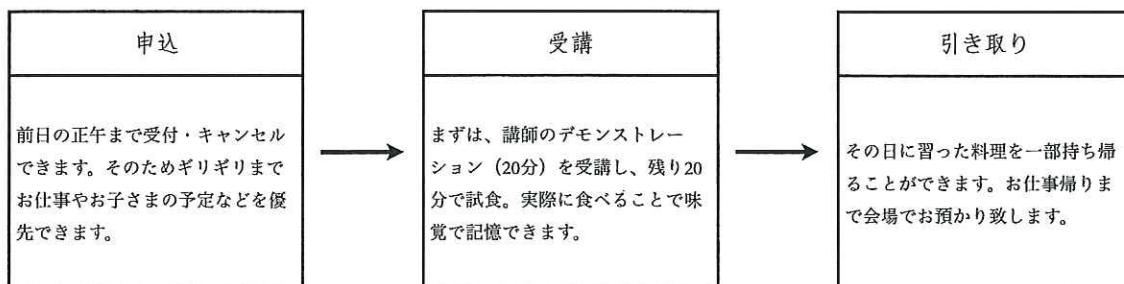 申込
前日の正午まで受付・キャンセル
できます。そのためギリギリまで
お仕事やお子さまの予定などを優
先できます。
受講
まずは、講師のデモンストレー
ション（20分）を受講し、残り20
分で試食。実際に食べることで味
覚で記憶できます。
引き取り
その日に習った料理を一部持ち帰
ることができます。お仕事帰りま
で会場でお預かり致します。